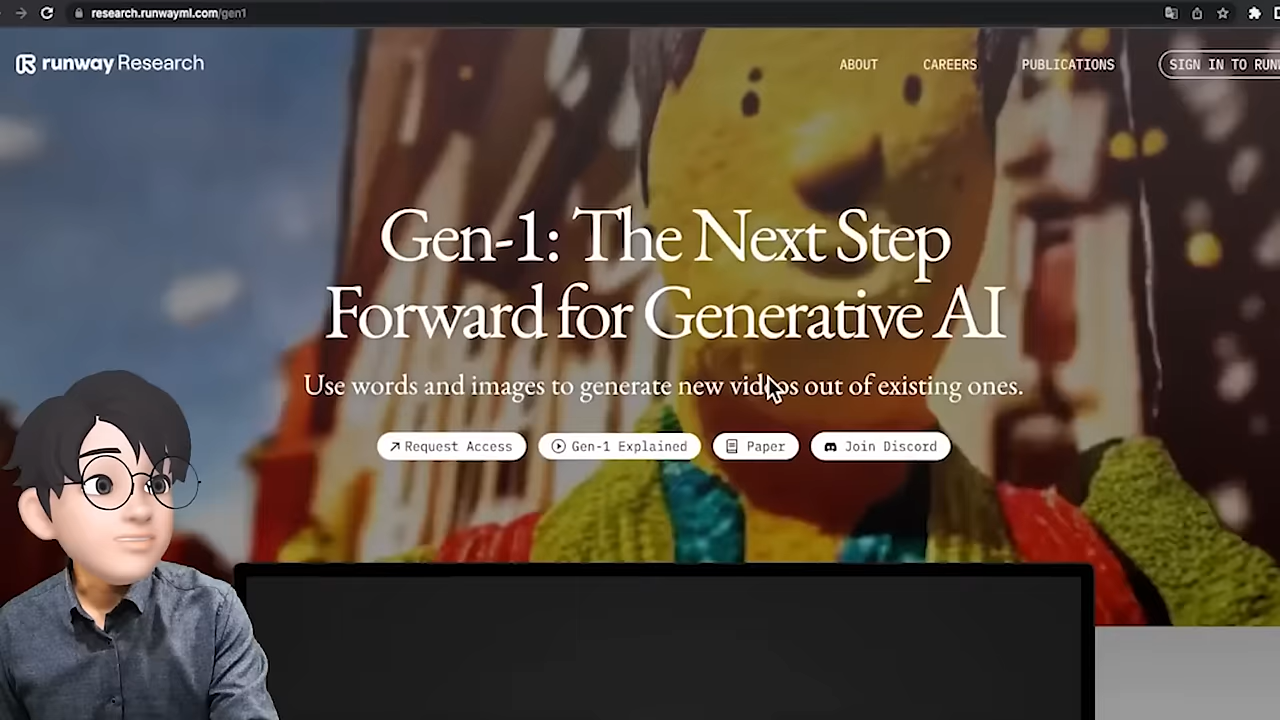 research.runwayml.com/gen1
runway Research
ABOUT
CAREERS
PUBLICATIONS
SIGN IN TO RUN
Gen-1: The Next Step
Forward for Generative AI
Use words and images to generate new videos out of existing ones.
Request Access
Gen-1 Explained
Paper
Join Discord